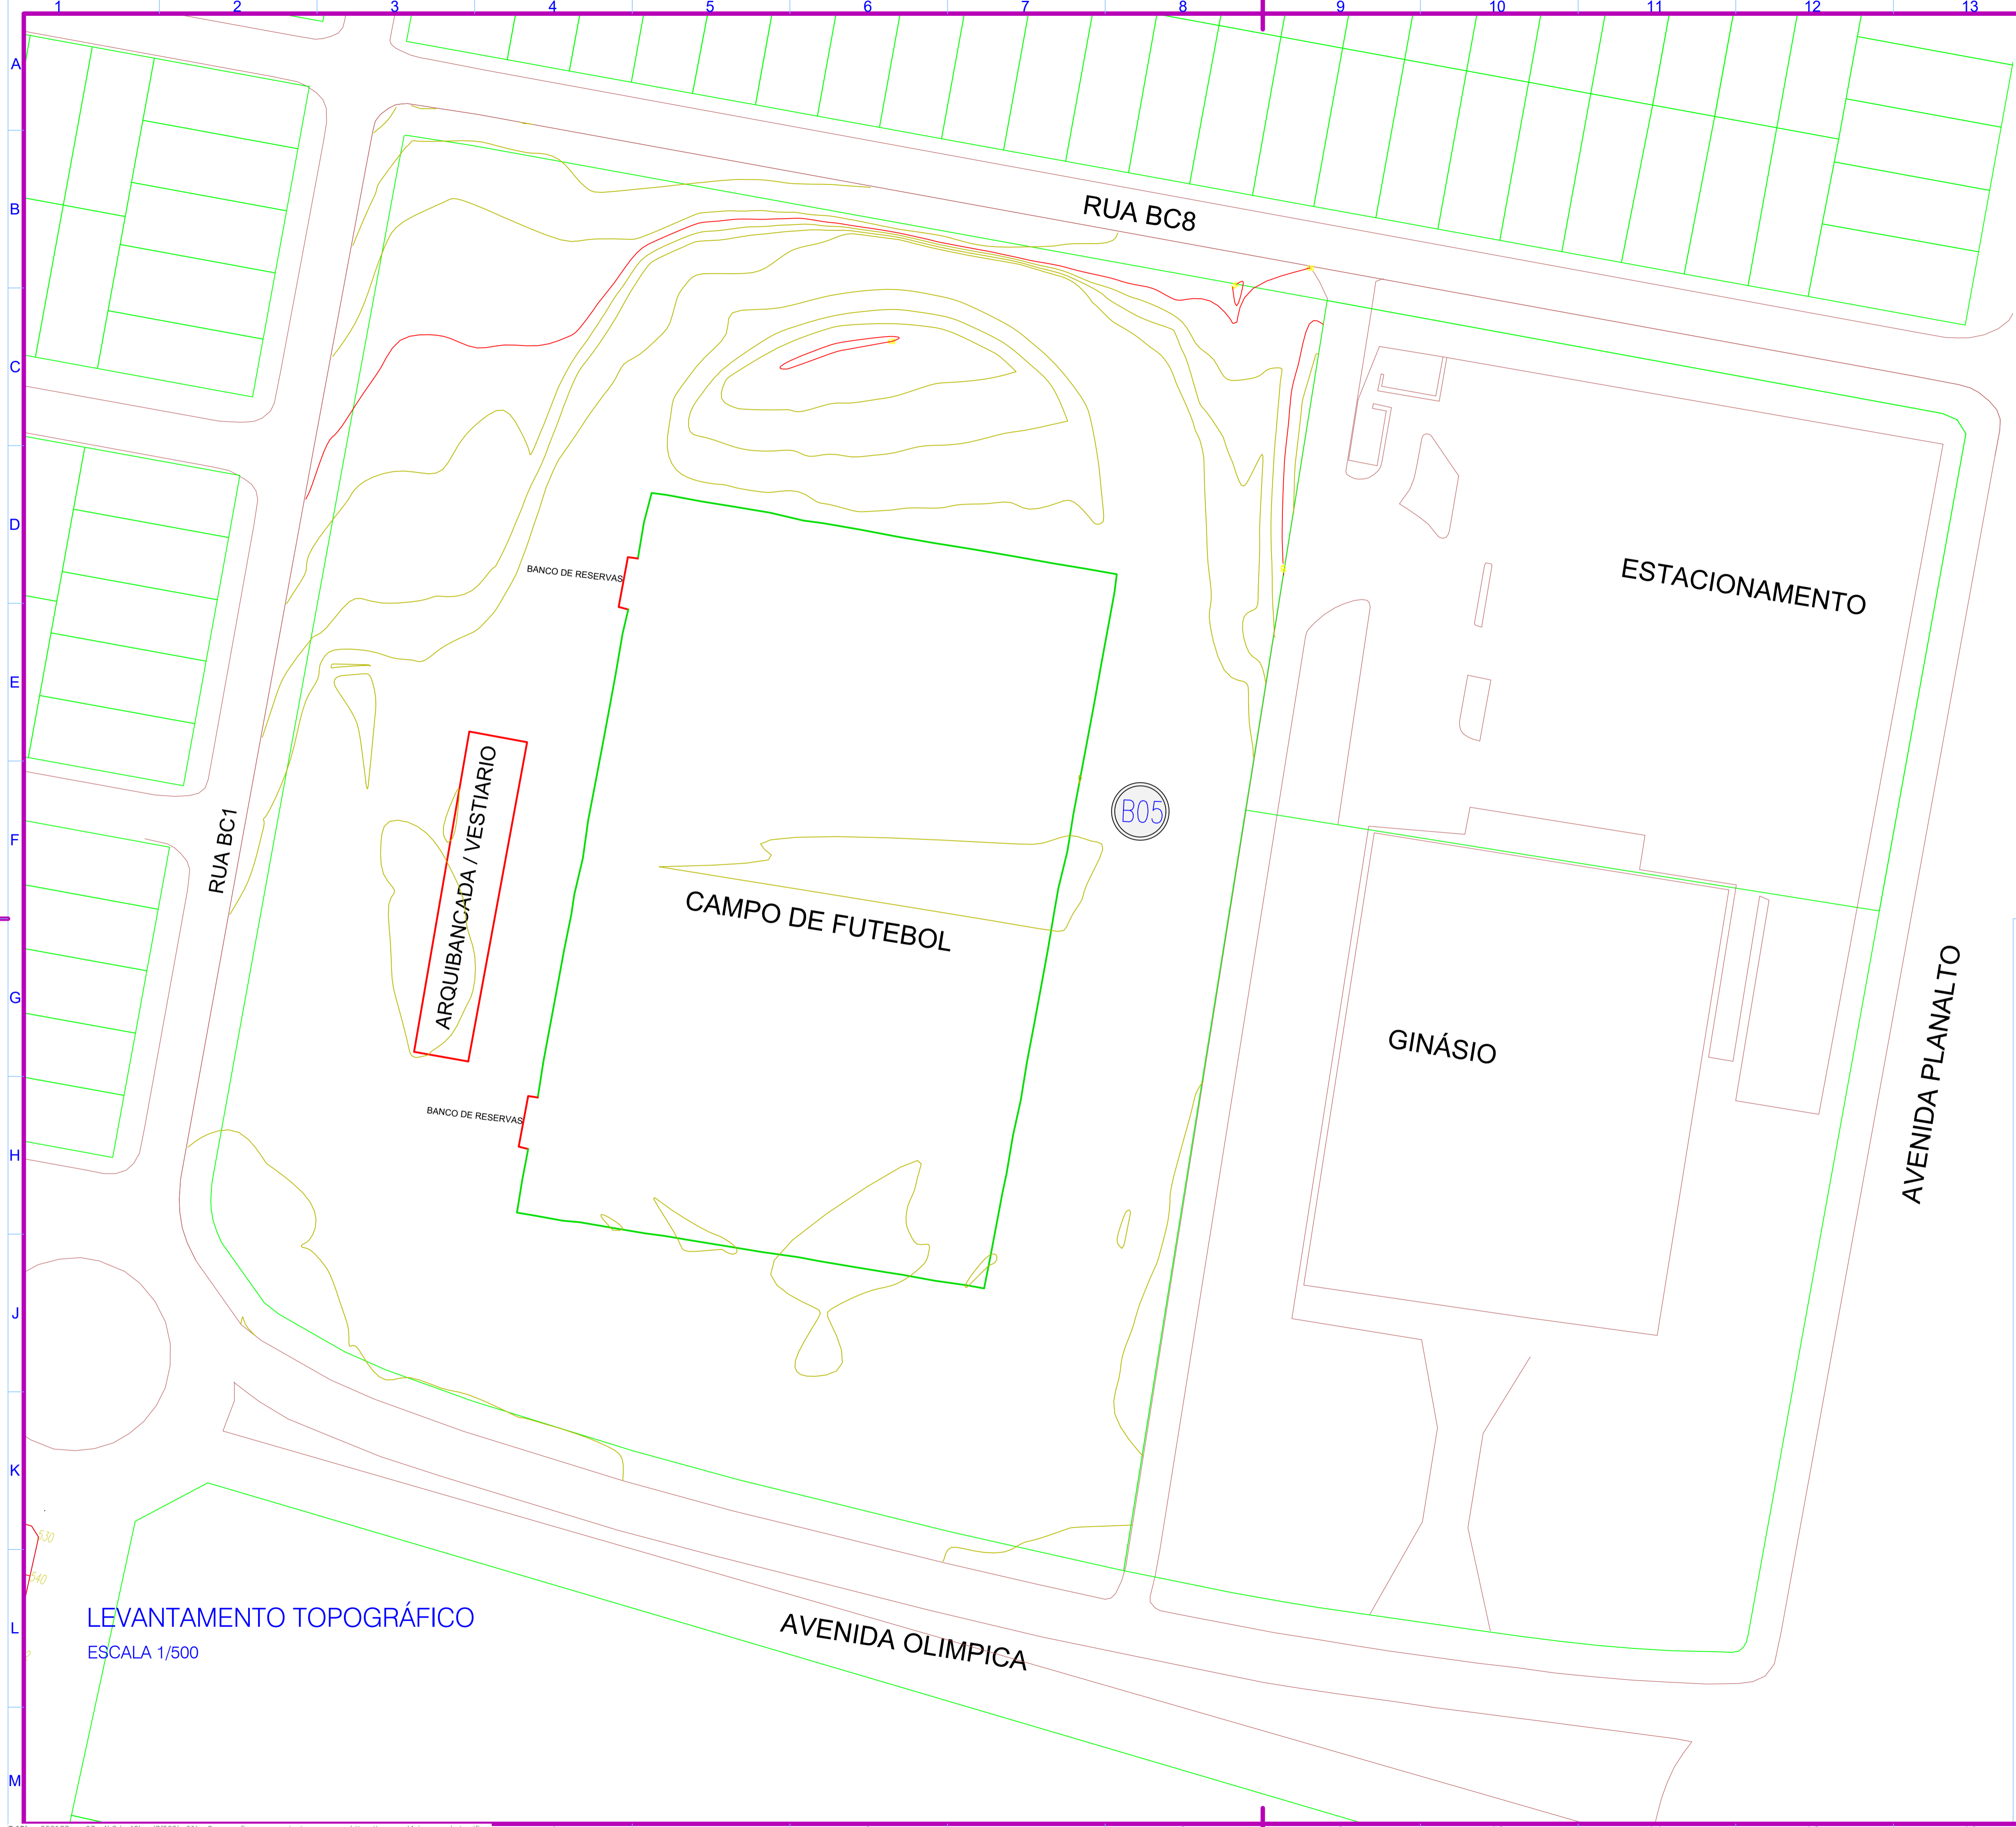 1 2 3 4 5 6 7 8 9 10 11 12 13
A
B
RUA BC8
C
D
BANCO DE RESERVAS
ESTACIONAMENTO
E
ARQUIBANCADA / VESTIARIO
B05
F
RUA BC1
CAMPO DE FUTEBOL
G
GINÁSIO
AVENIDA PLANALTO
BANCO DE RESERVAS
H
J
K
530
540
LEVANTAMENTO TOPOGRÁFICO
L
AVENIDA OLIMPICA
ESCALA 1/500
M